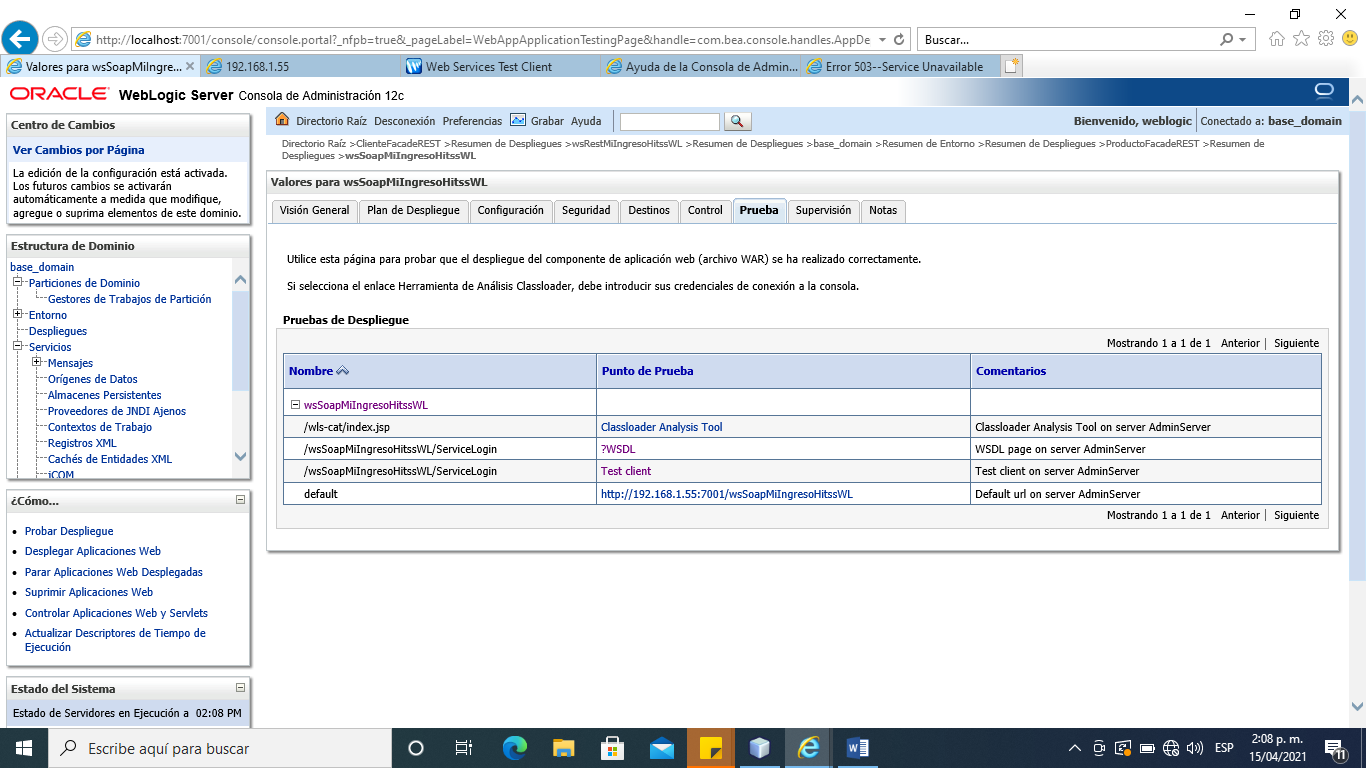 http://localhost:7001/console/console.portal?_nfpb=true&_pageLabel=WebAppApplicationTestingPage&handle=com.bea.console.handles.AppDe
Buscar...
Valores para wsSoapMiIngre...
192.168.1.55
Web Services Test Client
Ayuda de la Consola de Admin...
Error 503--Service Unavailable
ORACLE WebLogic Server Consola de Administración 12c
Centro de Cambios
Ver Cambios por Página
La edición de la configuración está activada.
Los futuros cambios se activarán
automáticamente a medida que modifique,
agregue o suprima elementos de este dominio.
Estructura de Dominio
base_domain
Particiones de Dominio
Gestores de Trabajos de Partición
Entorno
Despliegues
Servicios
Mensajes
Orígenes de Datos
Almacenes Persistentes
Proveedores de JNDI Ajenos
Contextos de Trabajo
Registros XML
Cachés de Entidades XML
jCOM
¿Cómo...
Probar Despliegue
Desplegar Aplicaciones Web
Parar Aplicaciones Web Desplegadas
Suprimir Aplicaciones Web
Controlar Aplicaciones Web y Servlets
Actualizar Descriptores de Tiempo de
Ejecución
Estado del Sistema
Estado de Servidores en Ejecución a 02:08 PM
Directorio Raíz Desconexión Preferencias Grabar Ayuda
Bienvenido, weblogic Conectado a: base_domain
Directorio Raíz >ClienteFacadeREST >Resumen de Despliegues >wsRestMiIngresoHitssWL >Resumen de Despliegues >base_domain >Resumen de Entorno >Resumen de Despliegues >ProductoFacadeREST >Resumen de
Despliegues >wsSoapMiIngresoHitssWL
Valores para wsSoapMiIngresoHitssWL
Visión General Plan de Despliegue Configuración Seguridad Destinos Control Prueba Supervisión Notas
Utilice esta página para probar que el despliegue del componente de aplicación web (archivo WAR) se ha realizado correctamente.
Si selecciona el enlace Herramienta de Análisis Classloader, debe introducir sus credenciales de conexión a la consola.
Pruebas de Despliegue
Mostrando 1 a 1 de 1 Anterior | Siguiente
Nombre Punto de Prueba Comentarios
wsSoapMiIngresoHitssWL
/wls-cat/index.jsp Classloader Analysis Tool Classloader Analysis Tool on server AdminServer
/wsSoapMiIngresoHitssWL/ServiceLogin ?WSDL WSDL page on server AdminServer
/wsSoapMiIngresoHitssWL/ServiceLogin Test client Test client on server AdminServer
default http://192.168.1.55:7001/wsSoapMiIngresoHitssWL Default url on server AdminServer
Mostrando 1 a 1 de 1 Anterior | Siguiente
Escribe aquí para buscar
ESP
2:08 p. m.
15/04/2021
11